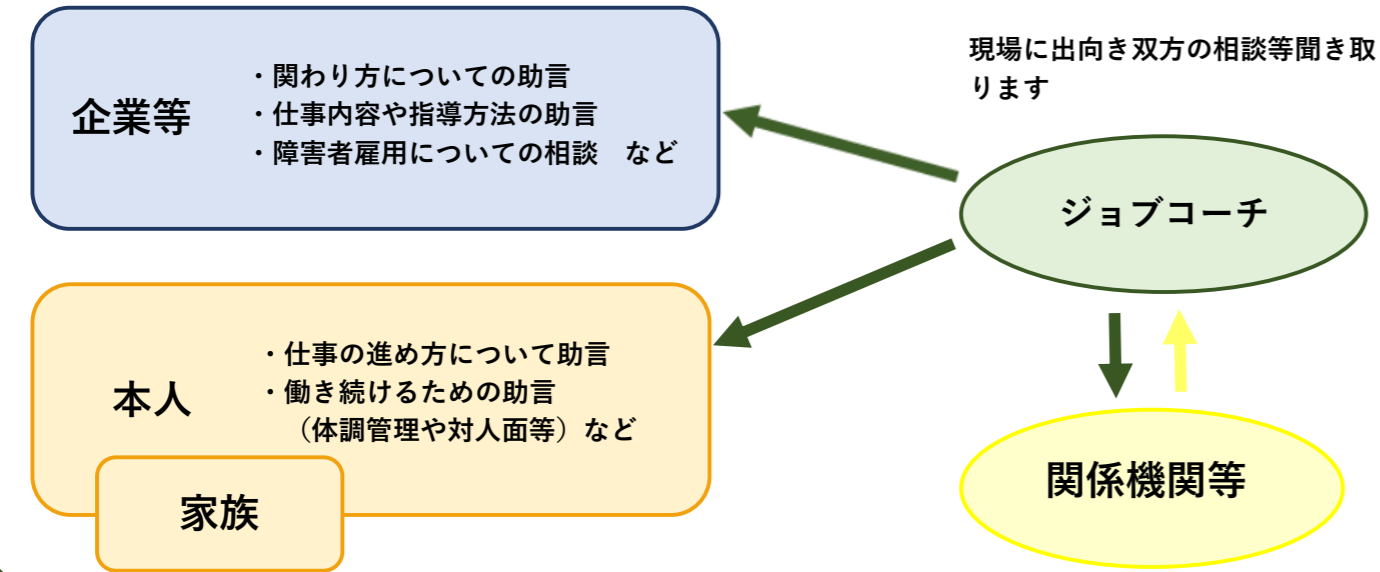 企業等
・関わり方についての助言
・仕事内容や指導方法の助言
・障害者雇用についての相談　など
現場に出向き双方の相談等聞き取
ります
ジョブコーチ
本人
・仕事の進め方について助言
・働き続けるための助言
（体調管理や対人面等）など
家族
関係機関等